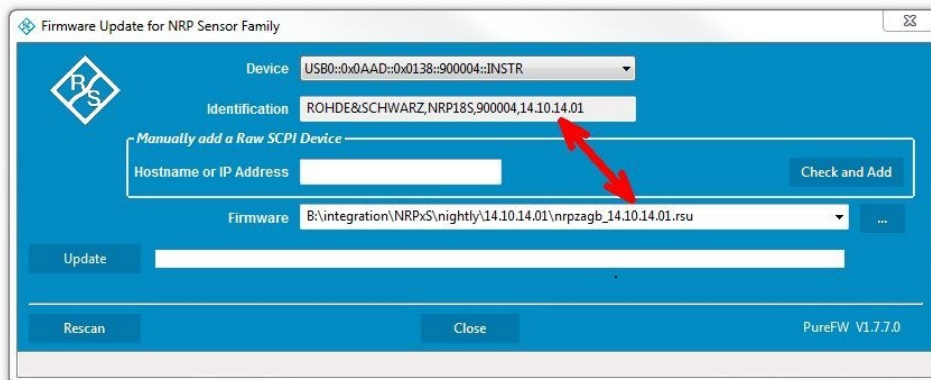 Firmware Update for NRP Sensor Family
R S
Device USB0::0x0AAD::0x0138::900004::INSTR
Identification ROHDE&SCHWARZ,NRP18S,900004,14.10.14.01
Manually add a Raw SCPI Device
Hostname or IP Address Check and Add
Firmware B:\integration\NRPxS\nightly\14.10.14.01\nrpzagb_14.10.14.01.rsu ...
Update
Rescan Close PureFW V1.7.7.0